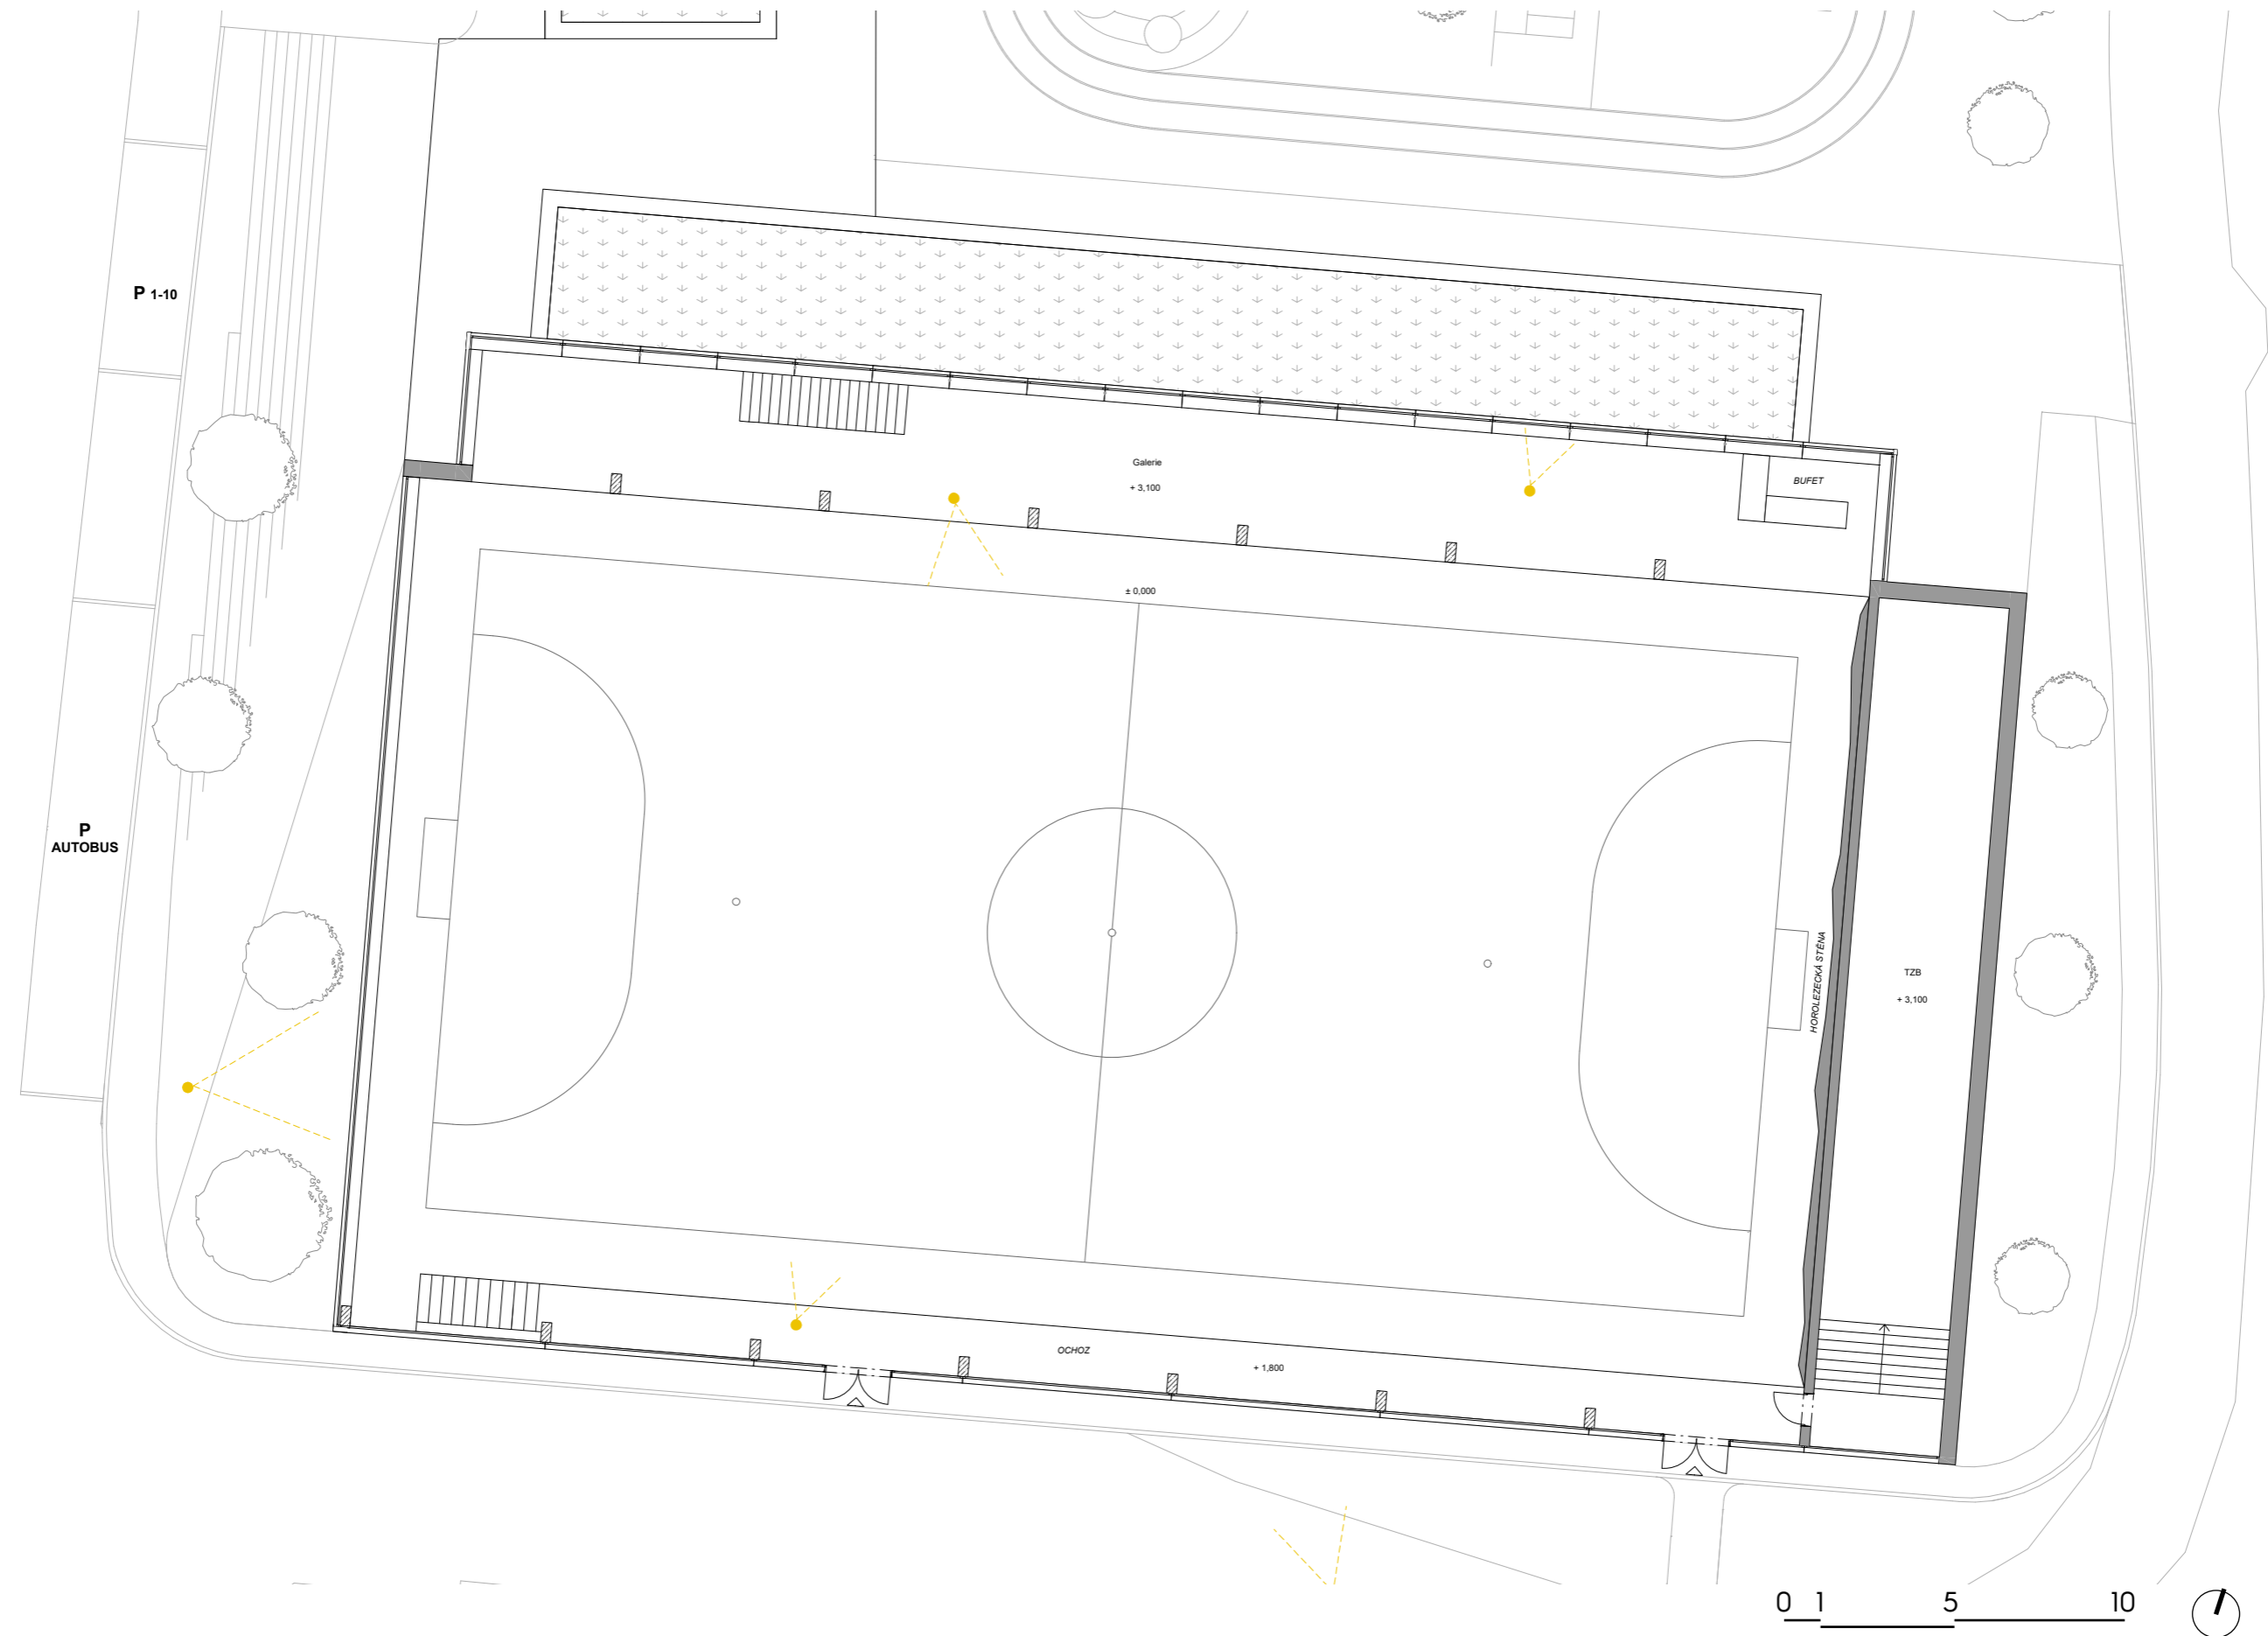 P 1-10
Galerie
+ 3,100
BUFET
± 0,000
P
AUTOBUS
HOROLEZECKÁ STĚNA
TZB
+ 3,100
OCHOZ
+ 1,800
0 1 5 10